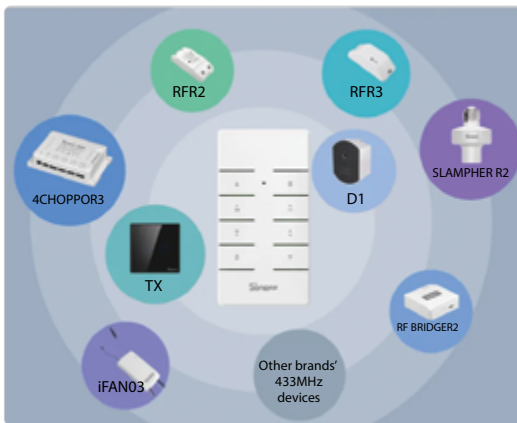 RFR2
RFR3
SLAMPHER R2
4CHOPPOR3
D1
TX
RF BRIDGER2
iFAN03
Other brands'
433MHz
devices